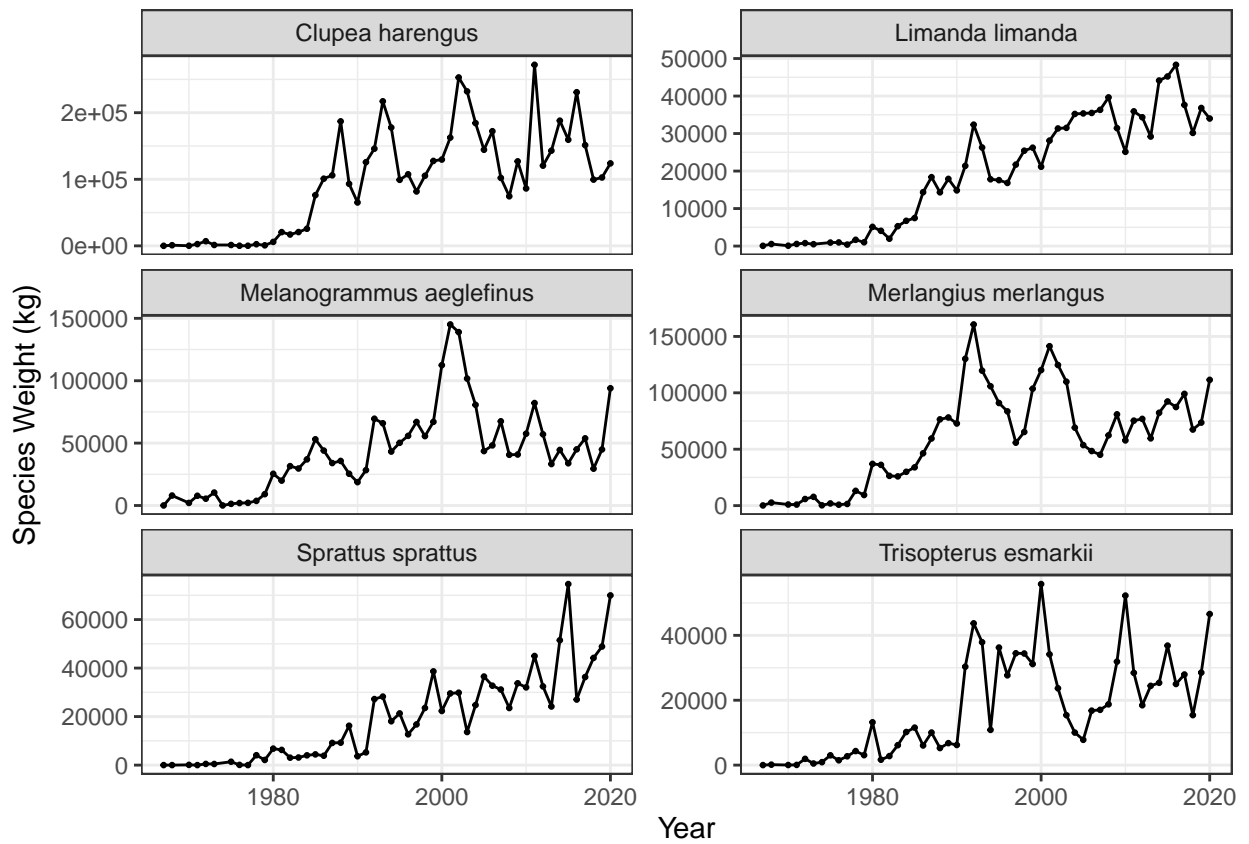 Clupea harengus
Limanda limanda
2e+05
1e+05
0e+00
50000
40000
30000
20000
10000
0
Melanogrammus aeglefinus
Merlangius merlangus
150000
100000
50000
0
150000
100000
50000
0
Sprattus sprattus
Trisopterus esmarkii
60000
40000
20000
0
40000
20000
0
1980 2000 2020
1980 2000 2020
Year
Species Weight (kg)